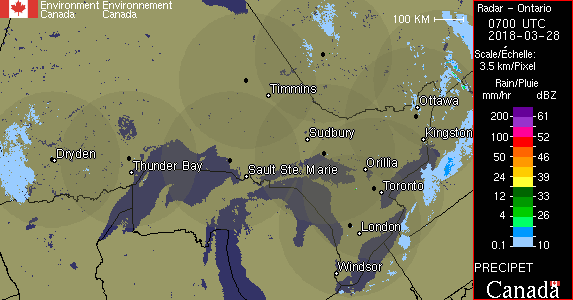 Environment Environnement
Canada Canada
100 KM
Timmins
Ottawa
Sudbury
Kingston
Dryden
Thunder Bay
Sault Ste. Marie
Orillia
Toronto
London
Windsor
Radar - Ontario
0700 UTC
2018-03-28
Scale/Échelle:
3.5 km/Pixel
Rain/Pluie
mm/hr dBZ
200 61
100 52
50 46
24 39
12 33
4 26
0.1 10
PRECIPET
Canada